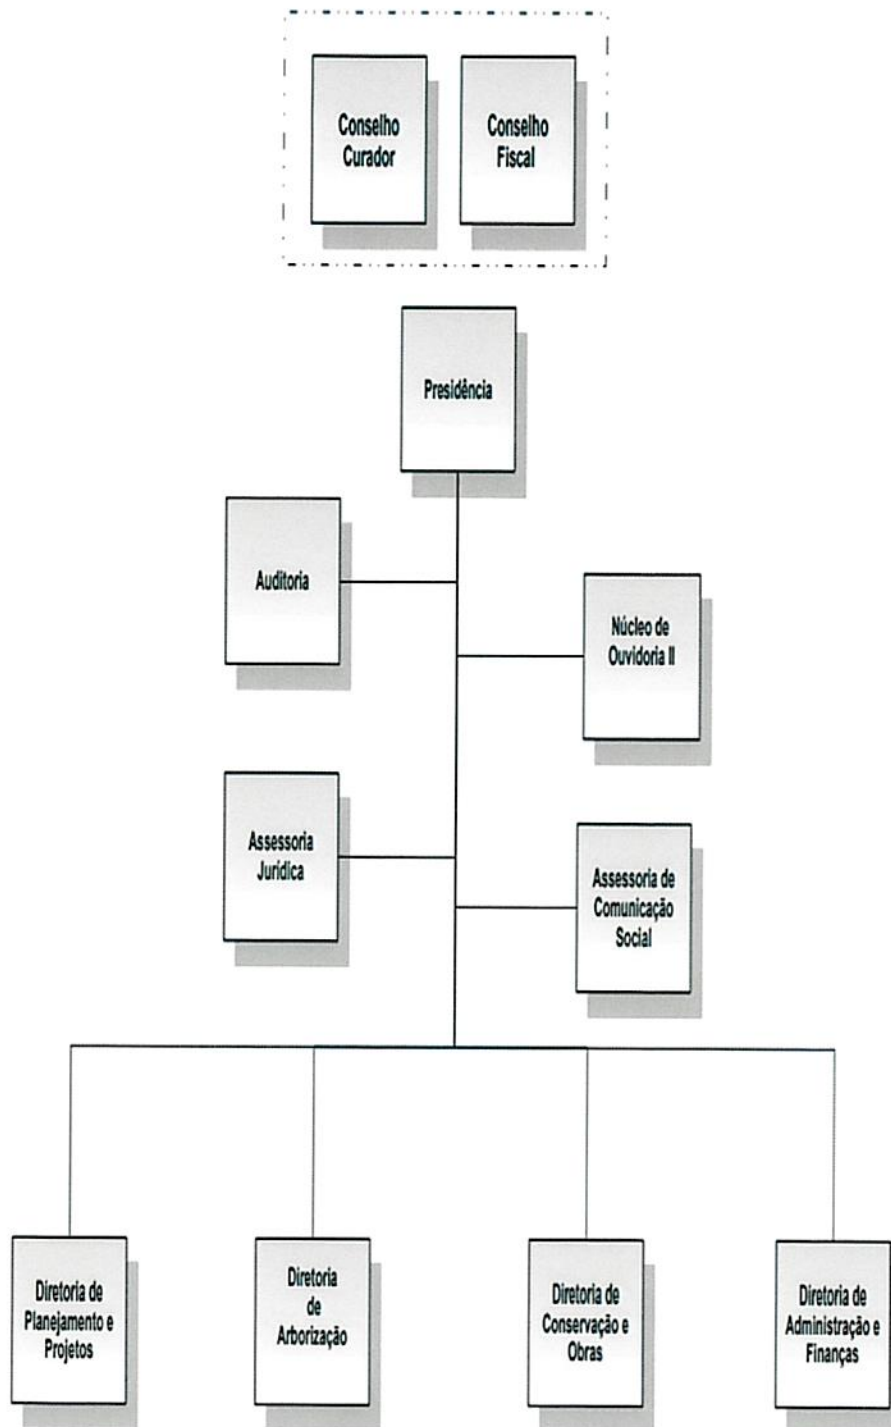 Conselho
Curador
Conselho
Fiscal
Presidência
Auditoria
Núcleo de
Ouvidoria II
Assessoria
Jurídica
Assessoria de
Comunicação
Social
Diretoria de
Planejamento e
Projetos
Diretoria
de
Arborização
Diretoria de
Conservação e
Obras
Diretoria de
Administração e
Finanças